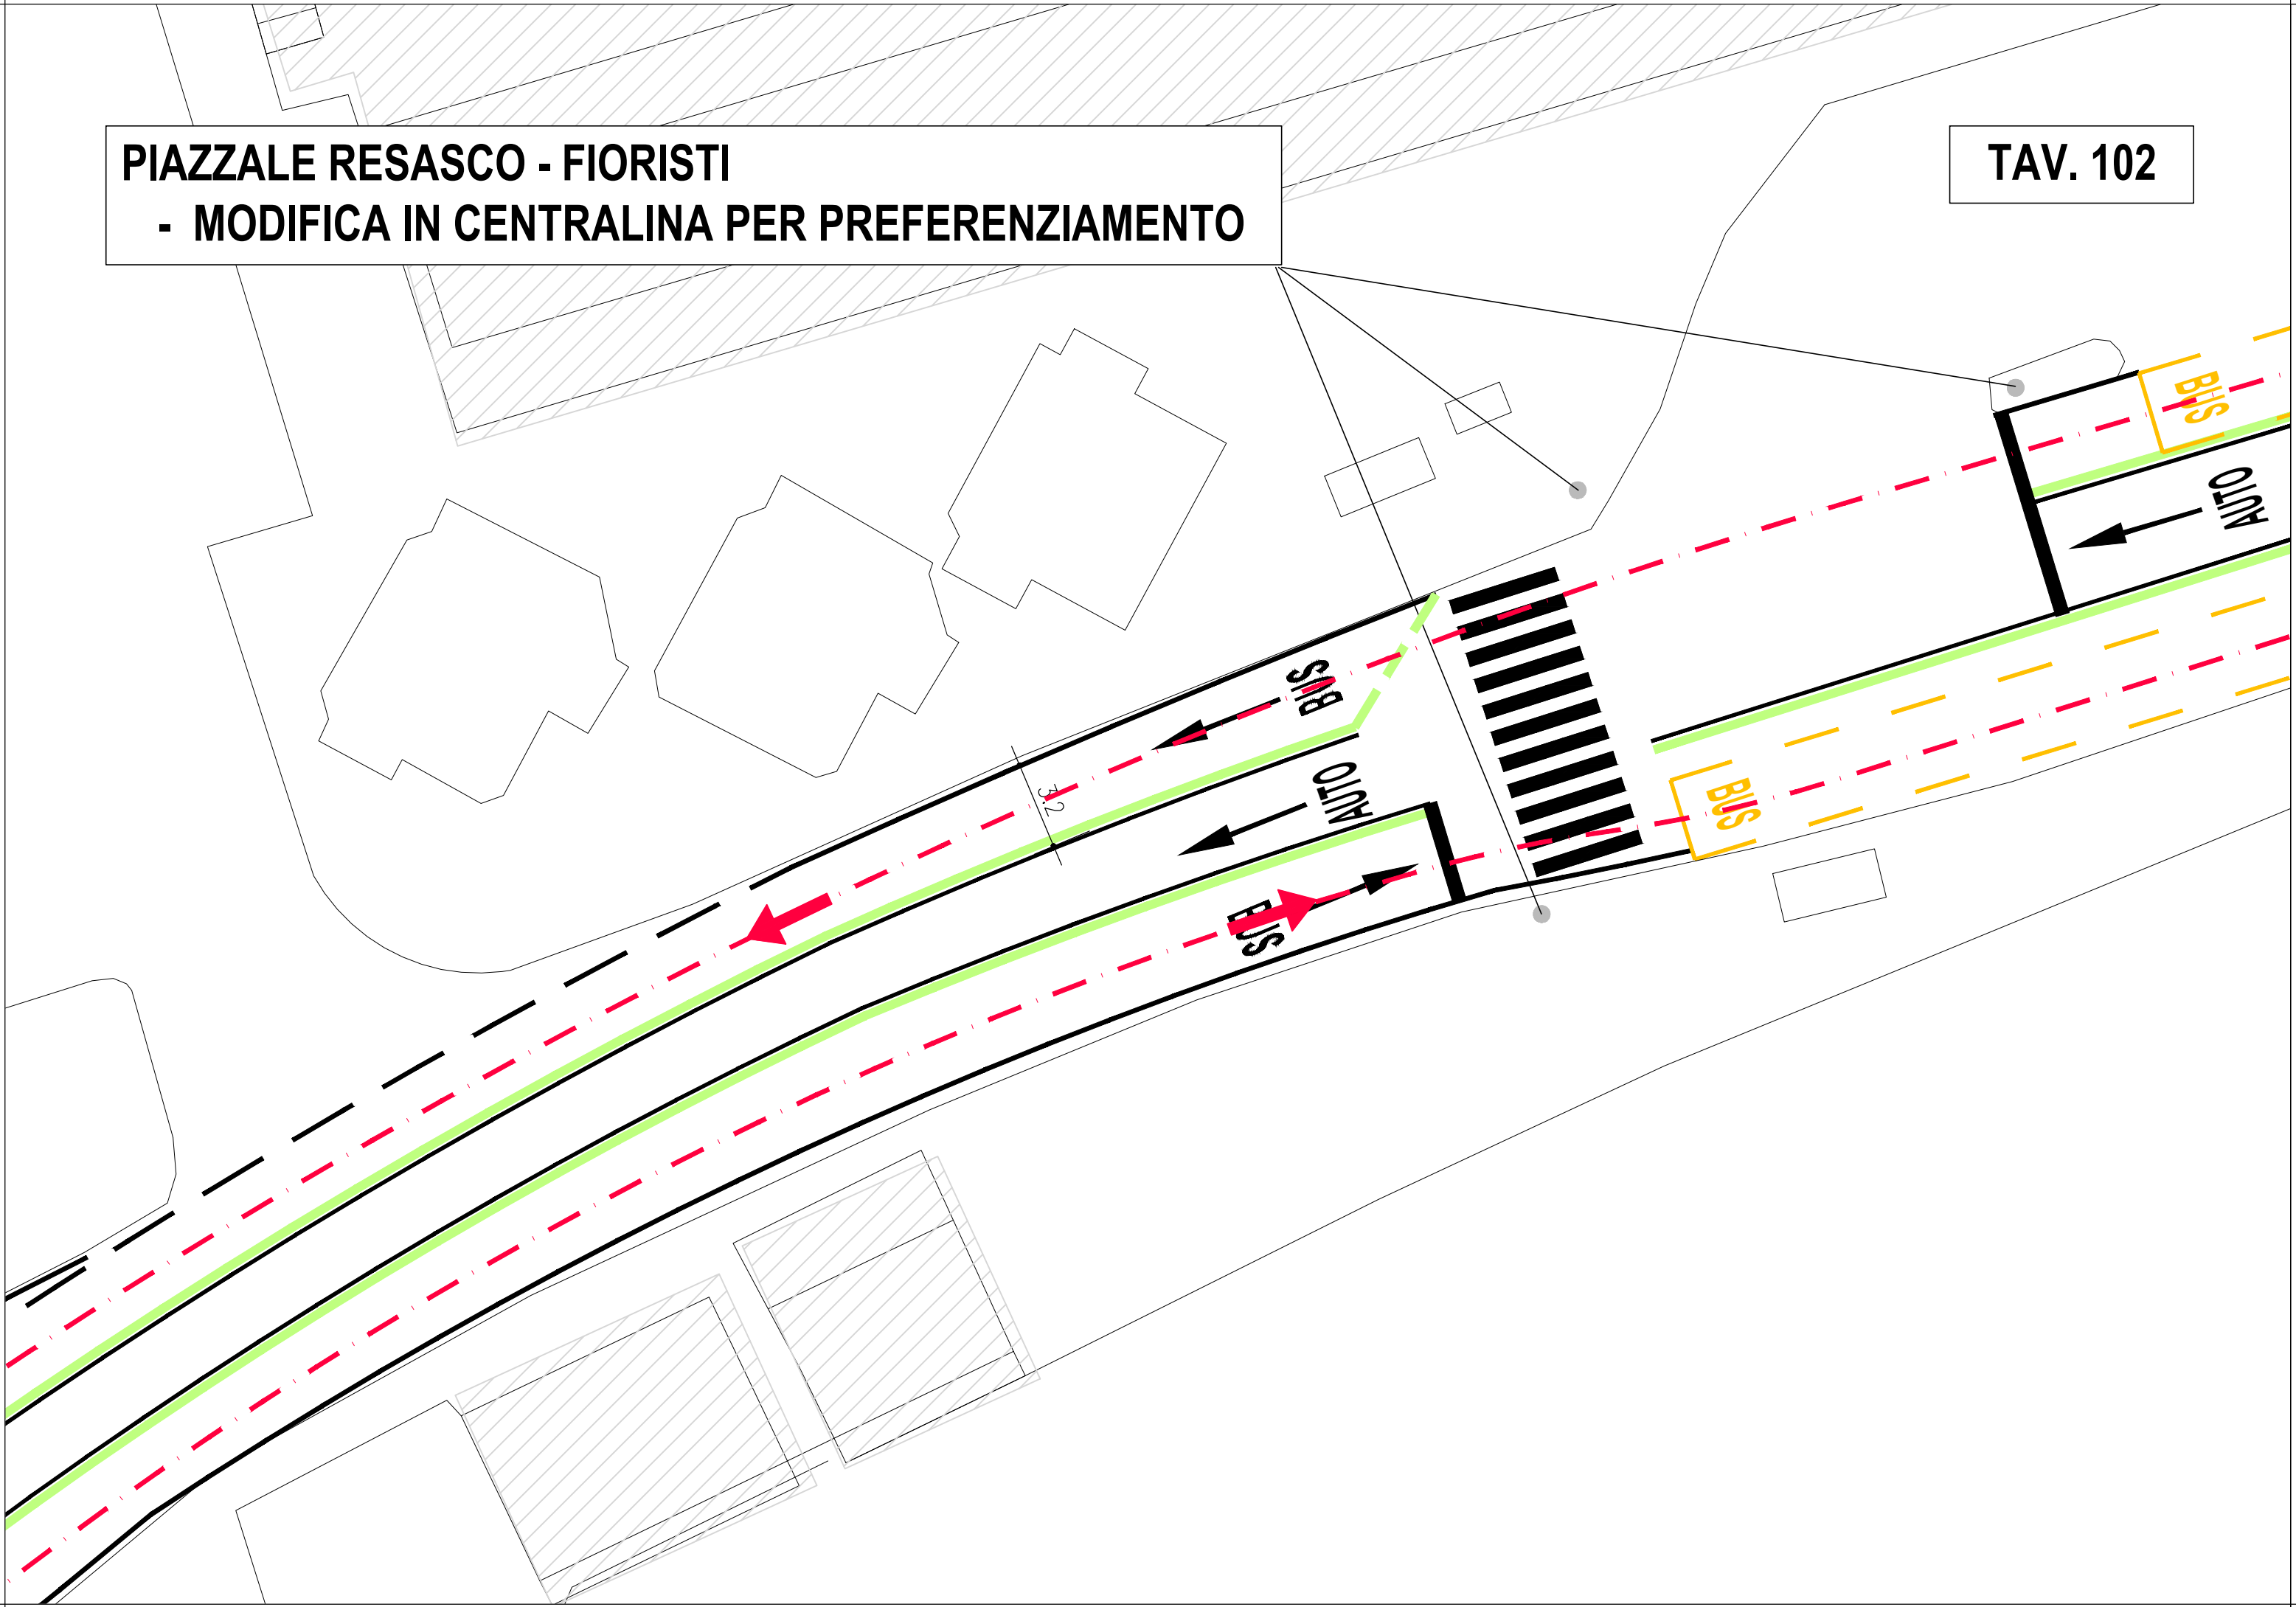 PIAZZALE RESASCO - FIORISTI
- MODIFICA IN CENTRALINA PER PREFERENZIAMENTO
TAV. 102
BUS
AUTO
BUS
AUTO
3.2
BUS
BUS